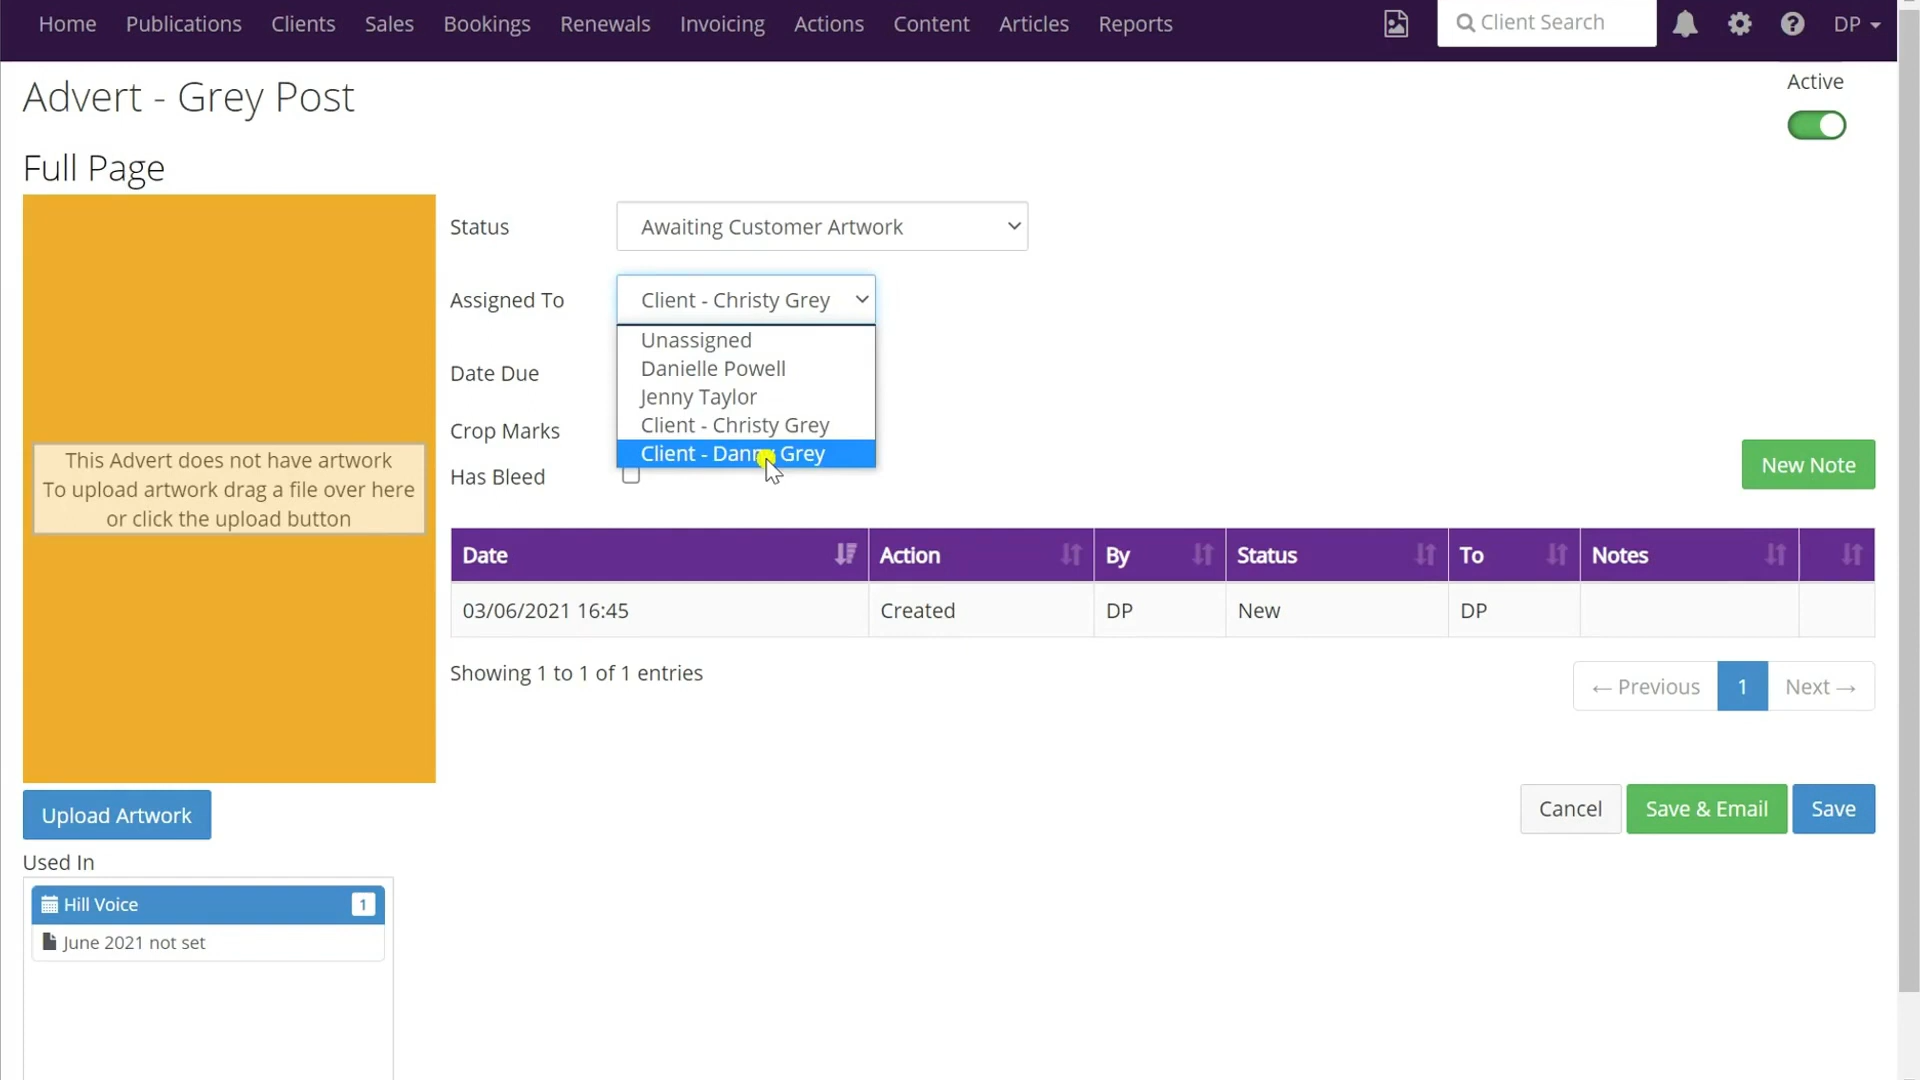 Home Publications Clients Sales Bookings Renewals Invoicing Actions Content Articles Reports Client Search DP
Advert - Grey Post
Active
Full Page
Status Awaiting Customer Artwork
Assigned To Client - Christy Grey
Unassigned
Danielle Powell
Date Due
Jenny Taylor
Client - Christy Grey
Crop Marks
Client - Danny Grey
Has Bleed
New Note
This Advert does not have artwork
To upload artwork drag a file over here
or click the upload button
Date Action By Status To Notes
03/06/2021 16:45 Created DP New DP
Showing 1 to 1 of 1 entries
← Previous 1 Next →
Upload Artwork
Cancel Save & Email Save
Used In
Hill Voice 1
June 2021 not set